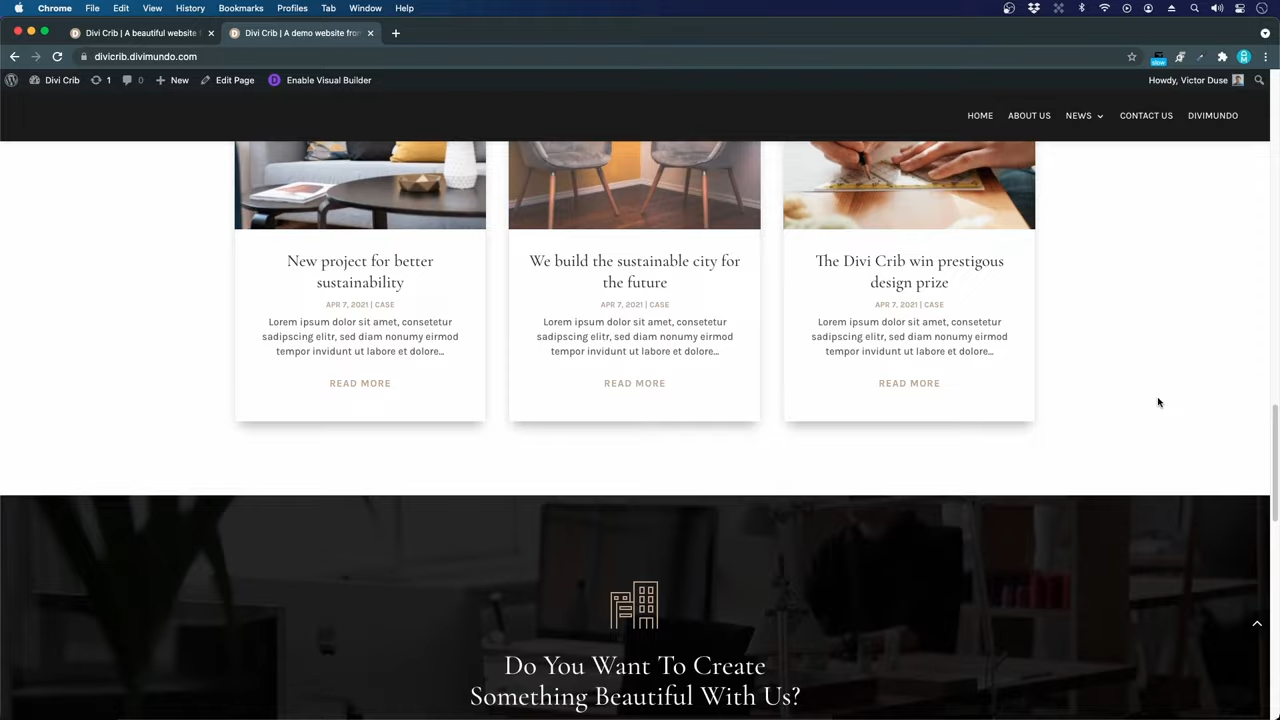 Chrome File Edit View History Bookmarks Profiles Tab Window Help
Divi Crib | A beautiful website
Divi Crib | A demo website fro
divicrib.divimundo.com
slow
Divi Crib 1 0 New Edit Page Enable Visual Builder Howdy, Victor Duse
HOME ABOUT US NEWS CONTACT US DIVIMUNDO
New project for better
sustainability
APR 7, 2021 | CASE
Lorem ipsum dolor sit amet, consetetur
sadipscing elitr, sed diam nonumy eirmod
tempor invidunt ut labore et dolore...
READ MORE
We build the sustainable city for
the future
APR 7, 2021 | CASE
Lorem ipsum dolor sit amet, consetetur
sadipscing elitr, sed diam nonumy eirmod
tempor invidunt ut labore et dolore...
READ MORE
The Divi Crib win prestigous
design prize
APR 7, 2021 | CASE
Lorem ipsum dolor sit amet, consetetur
sadipscing elitr, sed diam nonumy eirmod
tempor invidunt ut labore et dolore...
READ MORE
Do You Want To Create
Something Beautiful With Us?